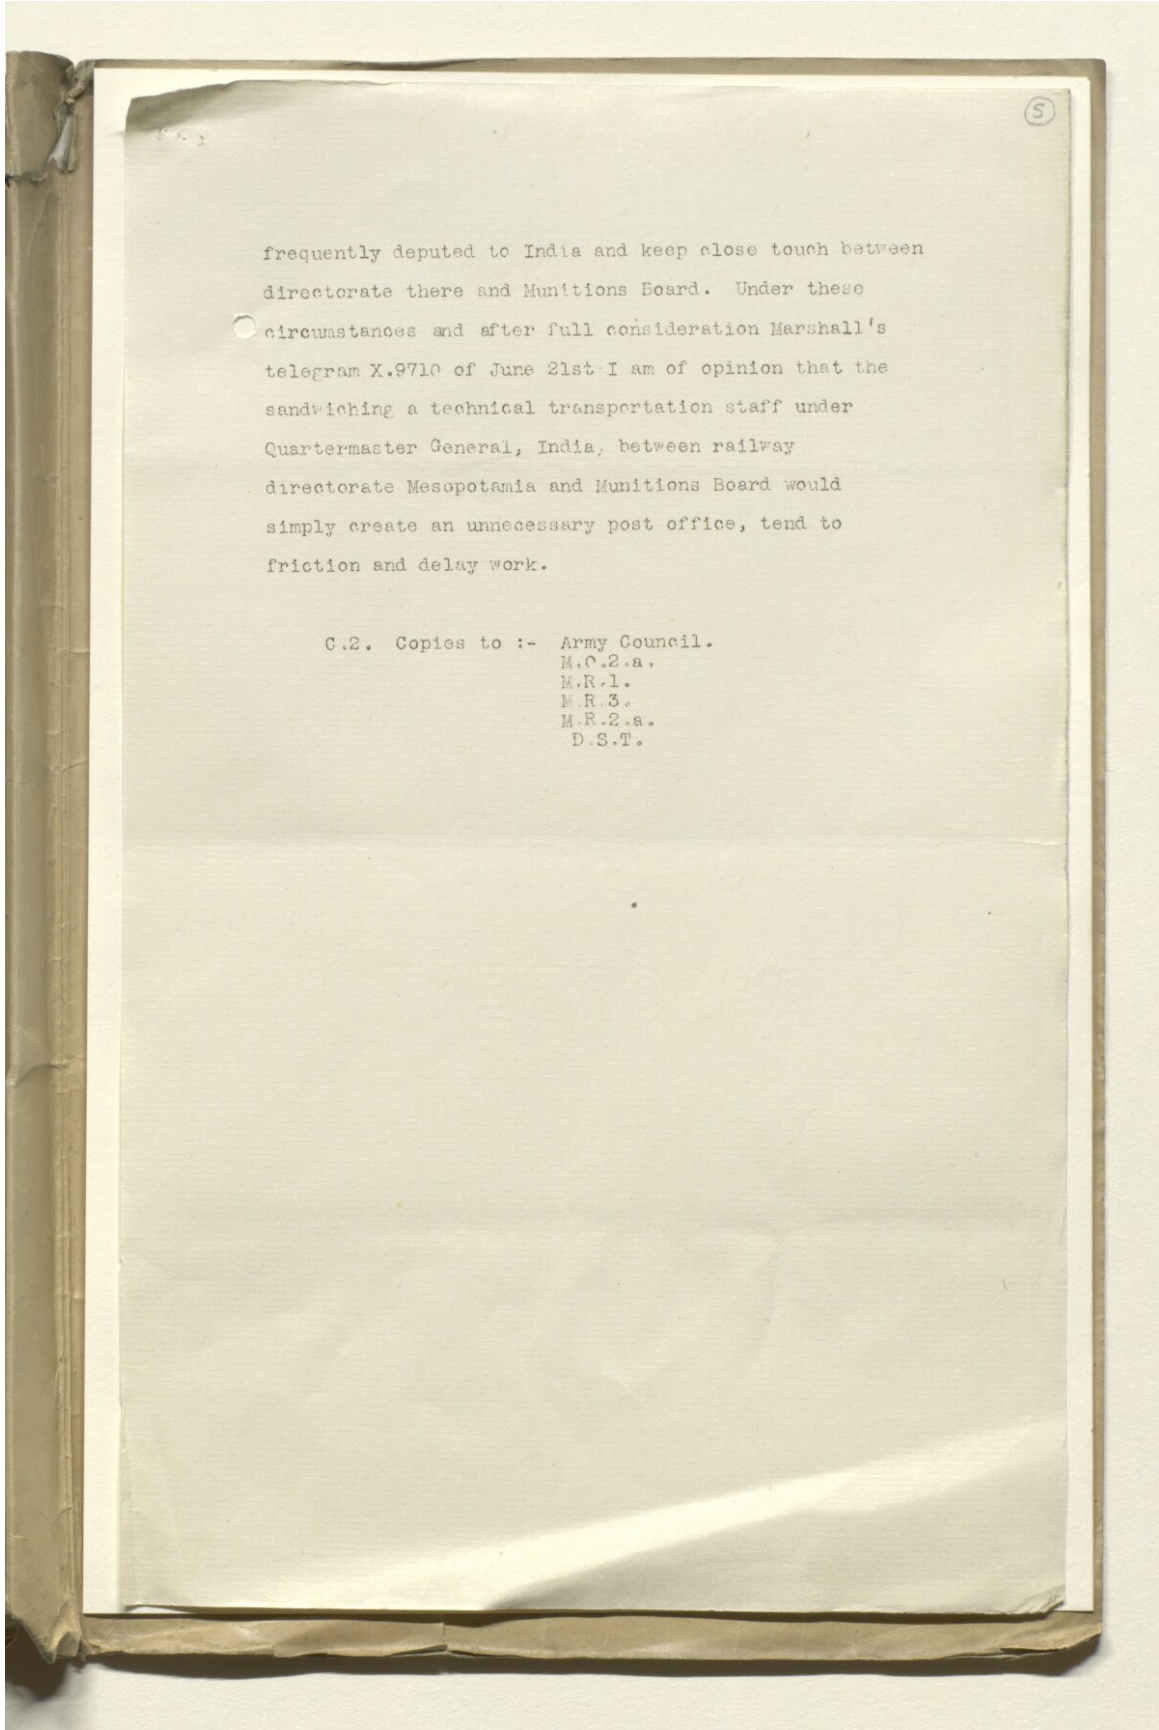 5
frequently deputed to India and keep close touch between
directorate there and Munitions Board. Under these
circumstances and after full consideration Marshall's
telegram X.9710 of June 21st I am of opinion that the
sandwiching a technical transportation staff under
Quartermaster General, India, between railway
directorate Mesopotamia and Munitions Board would
simply create an unnecessary post office, tend to
friction and delay work.
C.2. Copies to :- Army Council.
M.O.2.a.
M.R.1.
M.R.3.
M.R.2.a.
D.S.T.